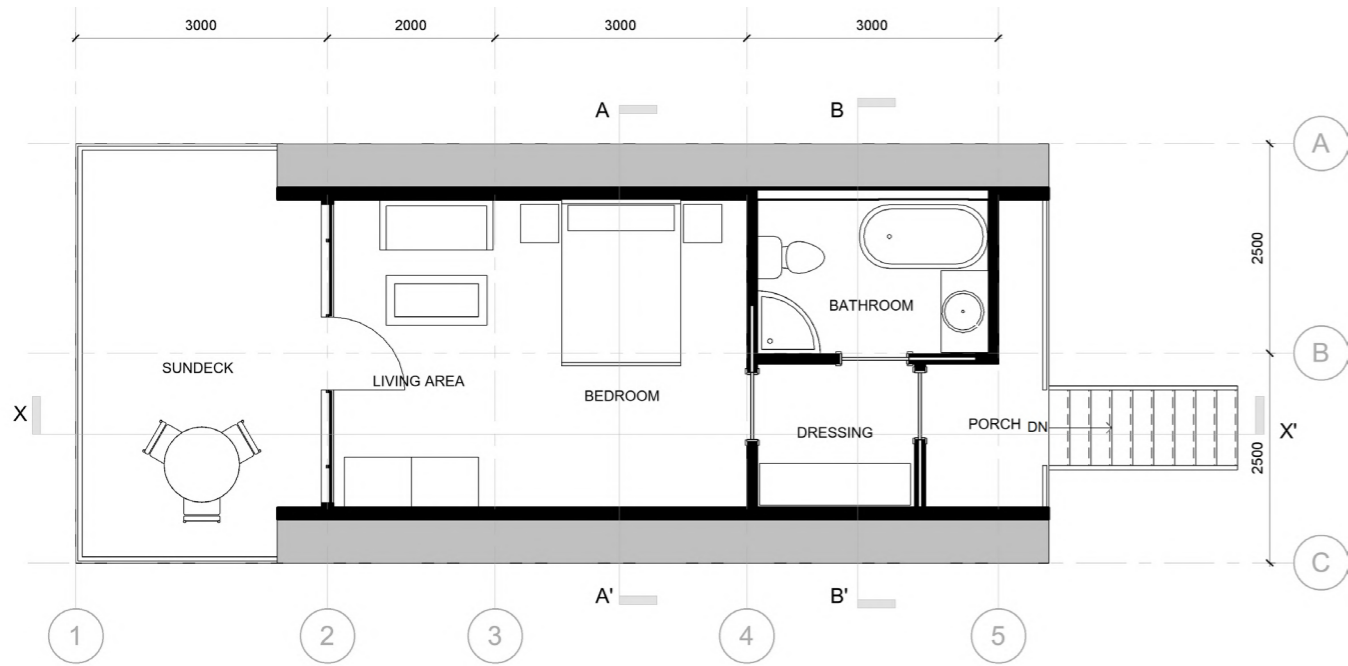 3000 2000 3000 3000
A B
A
2500
BATHROOM
B
SUNDECK
LIVING AREA
BEDROOM
X PORCH DN X'
DRESSING
2500
C
A' B'
1 2 3 4 5